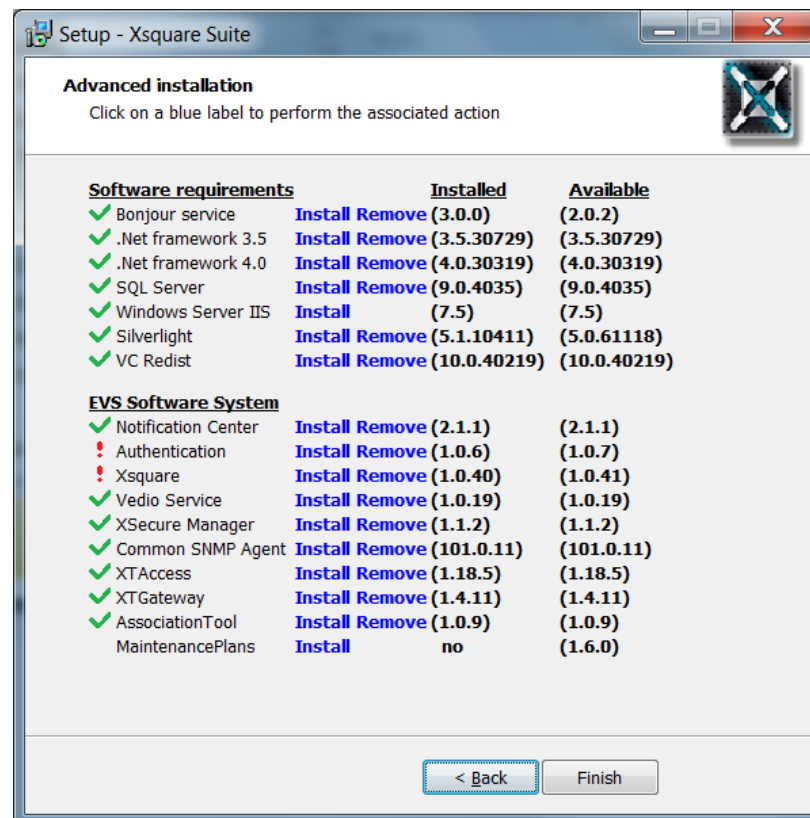 Setup - Xsquare Suite
Advanced installation
Click on a blue label to perform the associated action
Software requirements Installed Available
Bonjour service Install Remove (3.0.0) (2.0.2)
.Net framework 3.5 Install Remove (3.5.30729) (3.5.30729)
.Net framework 4.0 Install Remove (4.0.30319) (4.0.30319)
SQL Server Install Remove (9.0.4035) (9.0.4035)
Windows Server IIS Install (7.5) (7.5)
Silverlight Install Remove (5.1.10411) (5.0.61118)
VC Redist Install Remove (10.0.40219) (10.0.40219)
EVS Software System
Notification Center Install Remove (2.1.1) (2.1.1)
Authentication Install Remove (1.0.6) (1.0.7)
Xsquare Install Remove (1.0.40) (1.0.41)
Vedio Service Install Remove (1.0.19) (1.0.19)
XSecure Manager Install Remove (1.1.2) (1.1.2)
Common SNMP Agent Install Remove (101.0.11) (101.0.11)
XTAccess Install Remove (1.18.5) (1.18.5)
XTGateway Install Remove (1.4.11) (1.4.11)
AssociationTool Install Remove (1.0.9) (1.0.9)
MaintenancePlans Install no (1.6.0)
< Back Finish